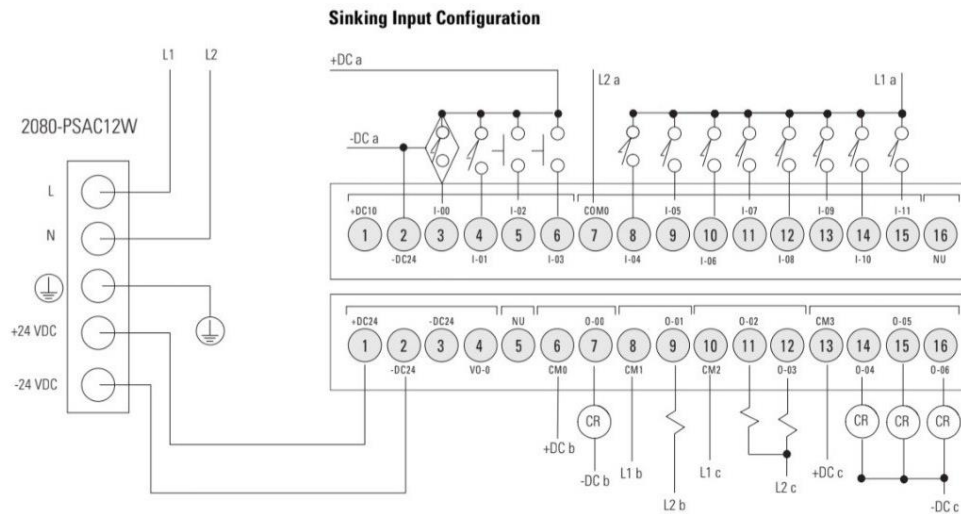 Sinking Input Configuration
L1 L2
+DC a
L2 a
L1 a
2080-PSAC12W
-DC a
L
N
+24 VDC
-24 VDC
+DC10 I-00 I-02 COM0 I-05 I-07 I-09 I-11
1 2 3 4 5 6 7 8 9 10 11 12 13 14 15 16
-DC24 I-01 I-03 I-04 I-06 I-08 I-10 NU
+DC24 -DC24 NU O-00 O-01 O-02 CM3 O-05
1 2 3 4 5 6 7 8 9 10 11 12 13 14 15 16
-DC24 VO-0 CM0 CM1 CM2 O-03 O-04 O-06
CR CR CR CR
+DC b
-DC b
L1 b
L2 b
L1 c
L2 c
+DC c
-DC c